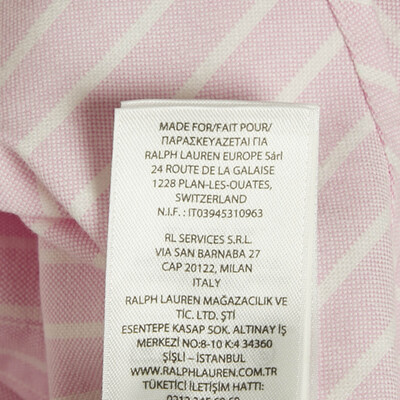 MADE FOR/FAIT POUR/
ΠΑΡΑΣΚΕΥΑΖΕΤΑΙ ΓΙΑ
RALPH LAUREN EUROPE Sárl
24 ROUTE DE LA GALAISE
1228 PLAN-LES-OUATES,
SWITZERLAND
N.I.F. : IT03945310963
RL SERVICES S.R.L.
VIA SAN BARNABA 27
CAP 20122, MILAN
ITALY
RALPH LAUREN MAĞAZACILIK VE
TİC. LTD. ŞTİ
ESENTEPE KASAP SOK. ALTINAY İŞ
MERKEZİ NO:8-10 K:4 34360
ŞİŞLİ – İSTANBUL
WWW.RALPHLAUREN.COM
TÜKETİCİ İLETİŞİM HATTI: